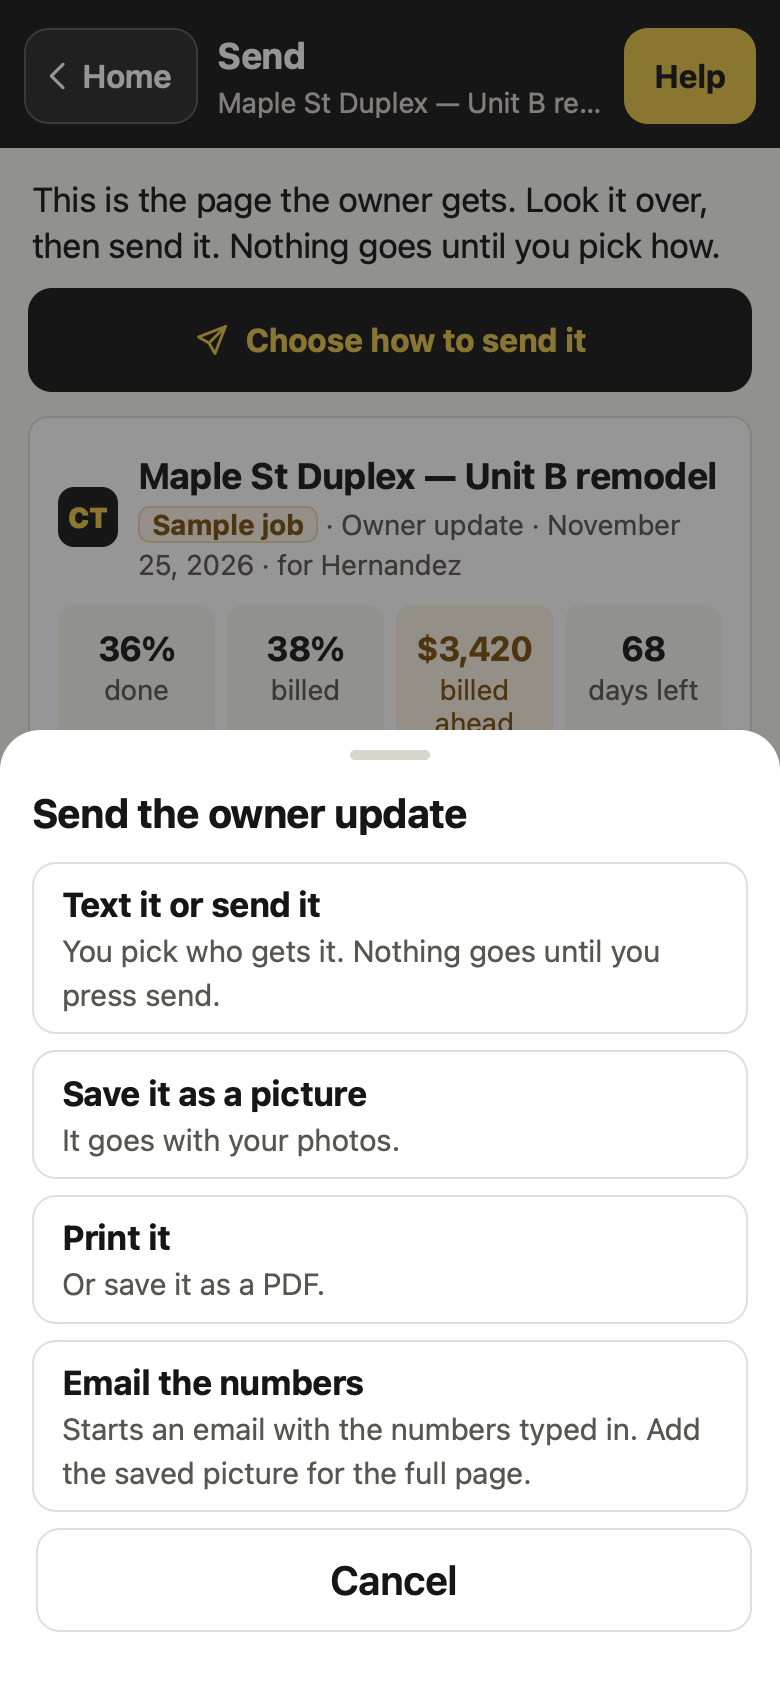 Home
Send
Maple St Duplex — Unit B re...
Help
This is the page the owner gets. Look it over,
then send it. Nothing goes until you pick how.
Choose how to send it
CT
Maple St Duplex — Unit B remodel
Sample job · Owner update · November
25, 2026 · for Hernandez
36%
done
38%
billed
$3,420
billed
ahead
68
days left
Send the owner update
Text it or send it
You pick who gets it. Nothing goes until you
press send.
Save it as a picture
It goes with your photos.
Print it
Or save it as a PDF.
Email the numbers
Starts an email with the numbers typed in. Add
the saved picture for the full page.
Cancel